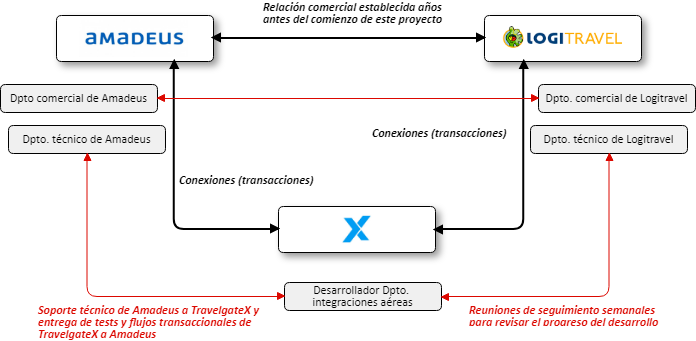 Relación comercial establecida años
antes del comienzo de este proyecto
amadeus
LOGITRAVEL
Dpto comercial de Amadeus
Dpto. comercial de Logitravel
Dpto. técnico de Amadeus
Conexiones (transacciones)
Dpto. técnico de Logitravel
Conexiones (transacciones)
X
Desarrollador Dpto.
integraciones aéreas
Soporte técnico de Amadeus a TravelgateX y
entrega de tests y flujos transaccionales de
TravelgateX a Amadeus
Reuniones de seguimiento semanales
para revisar el progreso del desarrollo